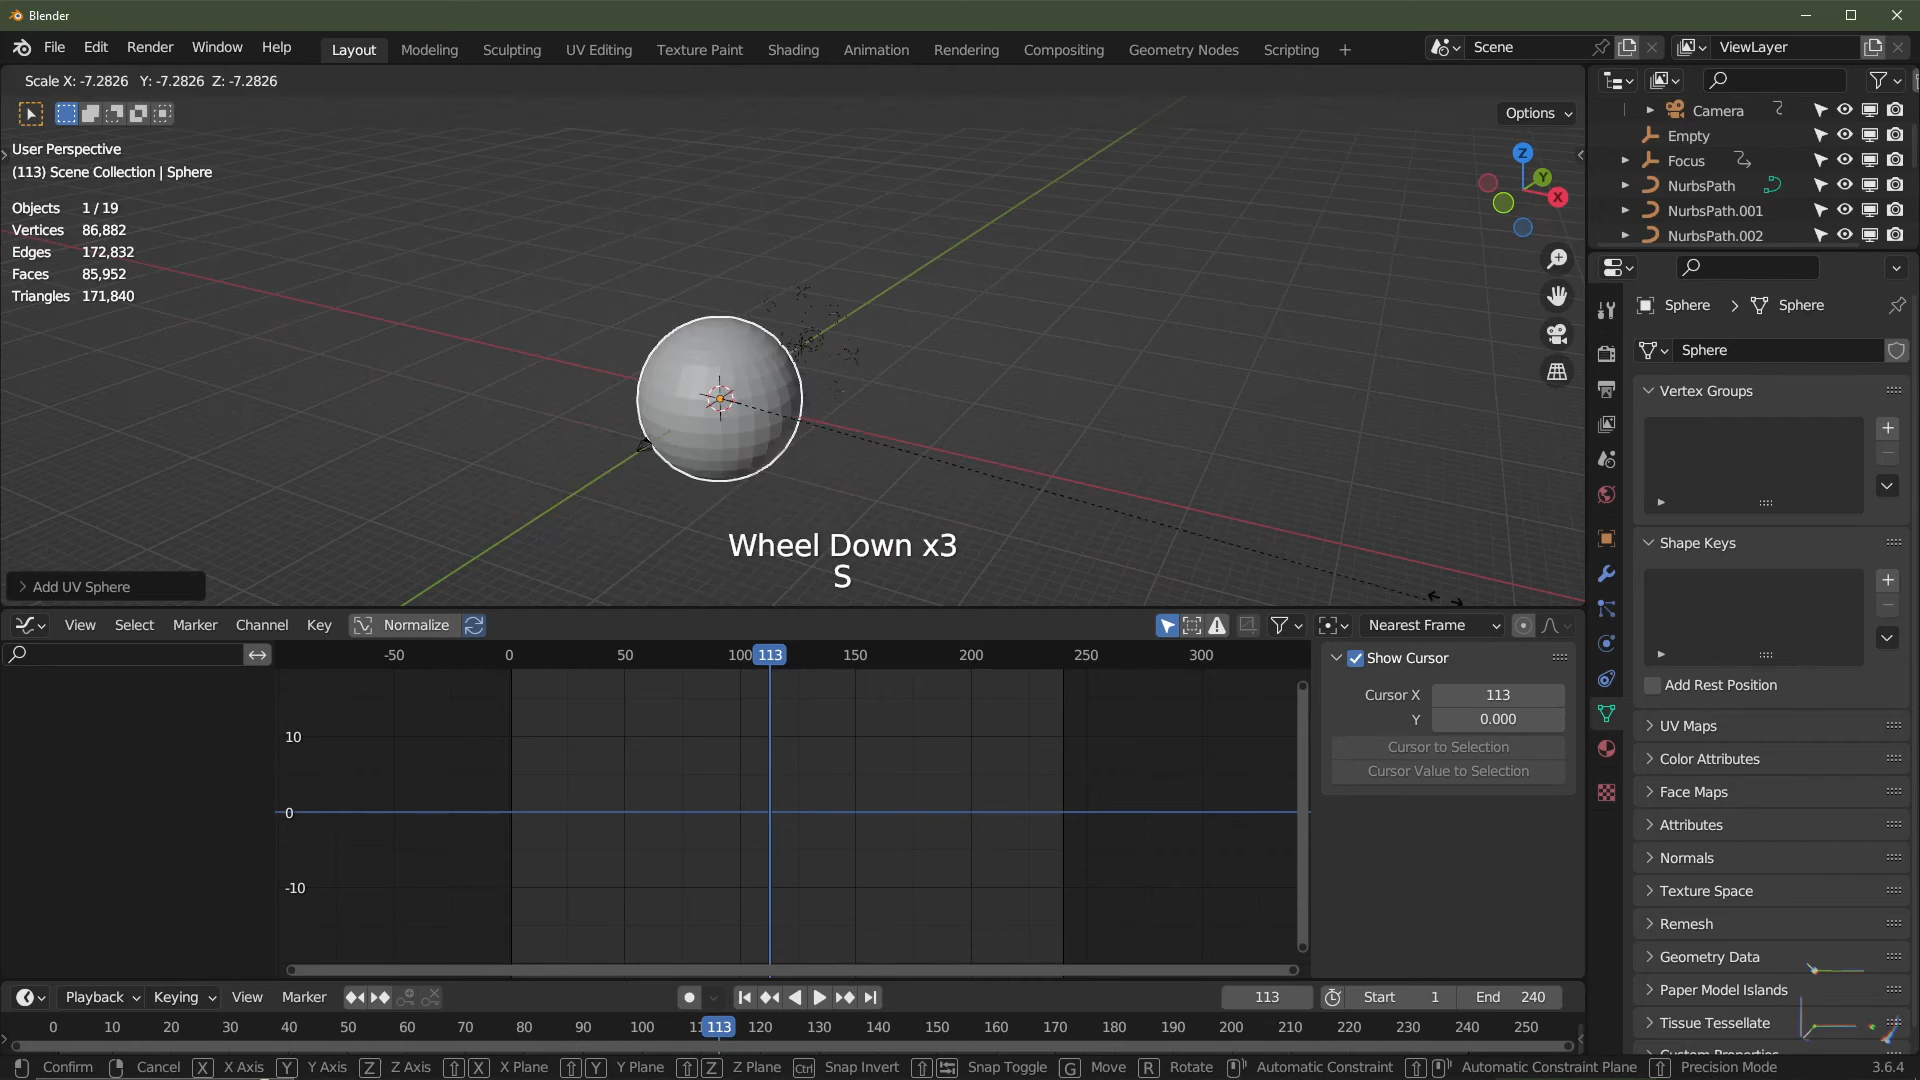 Blender
File Edit Render Window Help
Layout Modeling Sculpting UV Editing Texture Paint Shading Animation Rendering Compositing Geometry Nodes Scripting +
Scene
ViewLayer
Scale X: -7.2826 Y: -7.2826 Z: -7.2826
Options
User Perspective
(113) Scene Collection | Sphere
Objects 1 / 19
Vertices 86,882
Edges 172,832
Faces 85,952
Triangles 171,840
Z
Y
X
Wheel Down x3
S
Add UV Sphere
Camera
Empty
Focus
NurbsPath
NurbsPath.001
NurbsPath.002
Sphere > Sphere
Sphere
Vertex Groups
Shape Keys
Add Rest Position
UV Maps
Color Attributes
Face Maps
Attributes
Normals
Texture Space
Remesh
Geometry Data
Paper Model Islands
Tissue Tessellate
Custom Properties
View Select Marker Channel Key Normalize
Nearest Frame
-50 0 50 100 113 150 200 250 300
10
0
-10
Show Cursor
Cursor X 113
Y 0.000
Cursor to Selection
Cursor Value to Selection
Playback Keying View Marker
113
Start 1
End 240
0 10 20 30 40 50 60 70 80 90 100 113 120 130 140 150 160 170 180 190 200 210 220 230 240 250
Confirm Cancel X X Axis Y Y Axis Z Z Axis X X Plane Y Y Plane Z Z Plane Ctrl Snap Invert Snap Toggle G Move R Rotate Automatic Constraint Automatic Constraint Plane Precision Mode
3.6.4